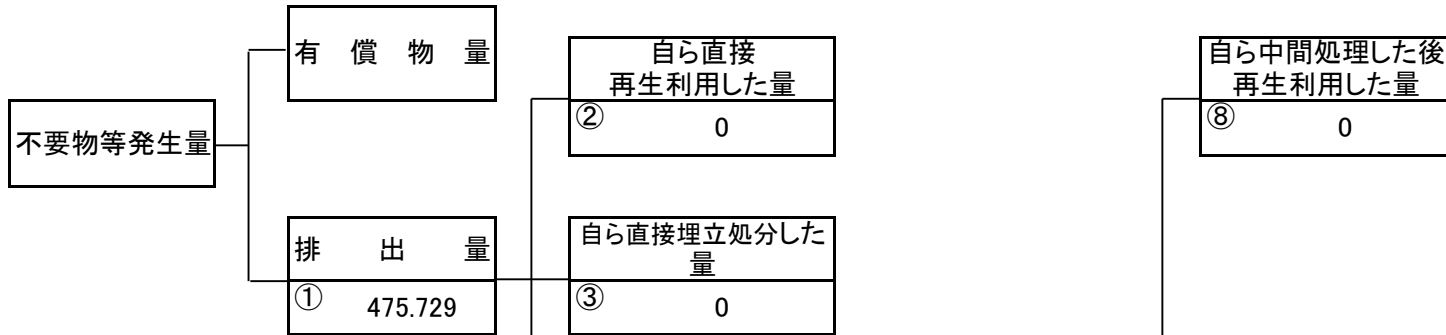 有償物量
自ら直接
再生利用した量
② 0
自ら中間処理した後
再生利用した量
⑧ 0
不要物等発生量
排出量
① 475.729
自ら直接埋立処分した
量
③ 0